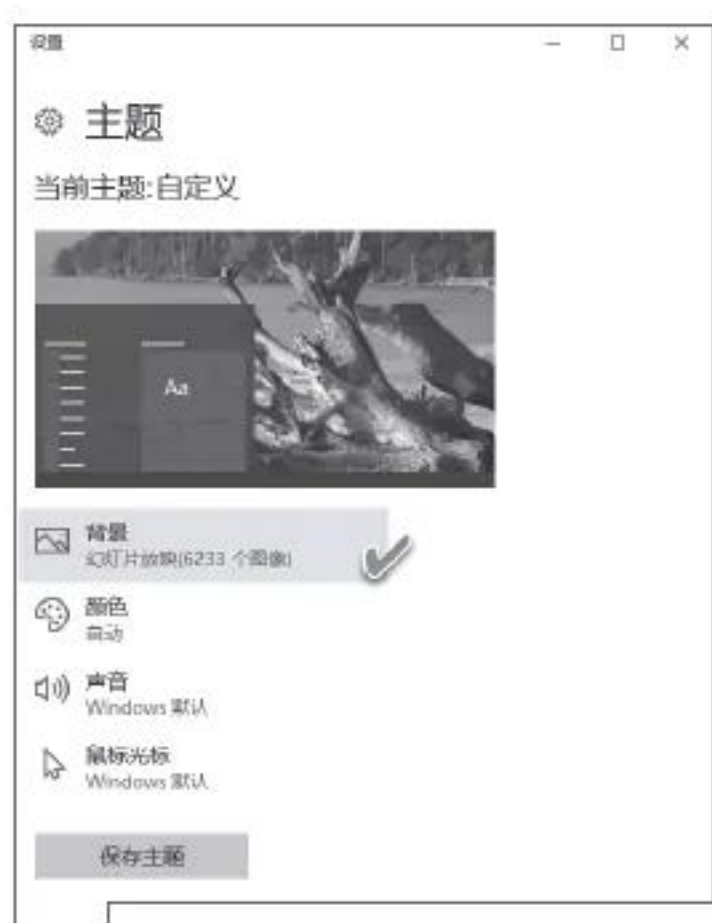 设置
主题
当前主题:自定义
Aa
背景
幻灯片放映(6233 个图像)
颜色
自动
声音
Windows 默认
鼠标光标
Windows 默认
保存主题